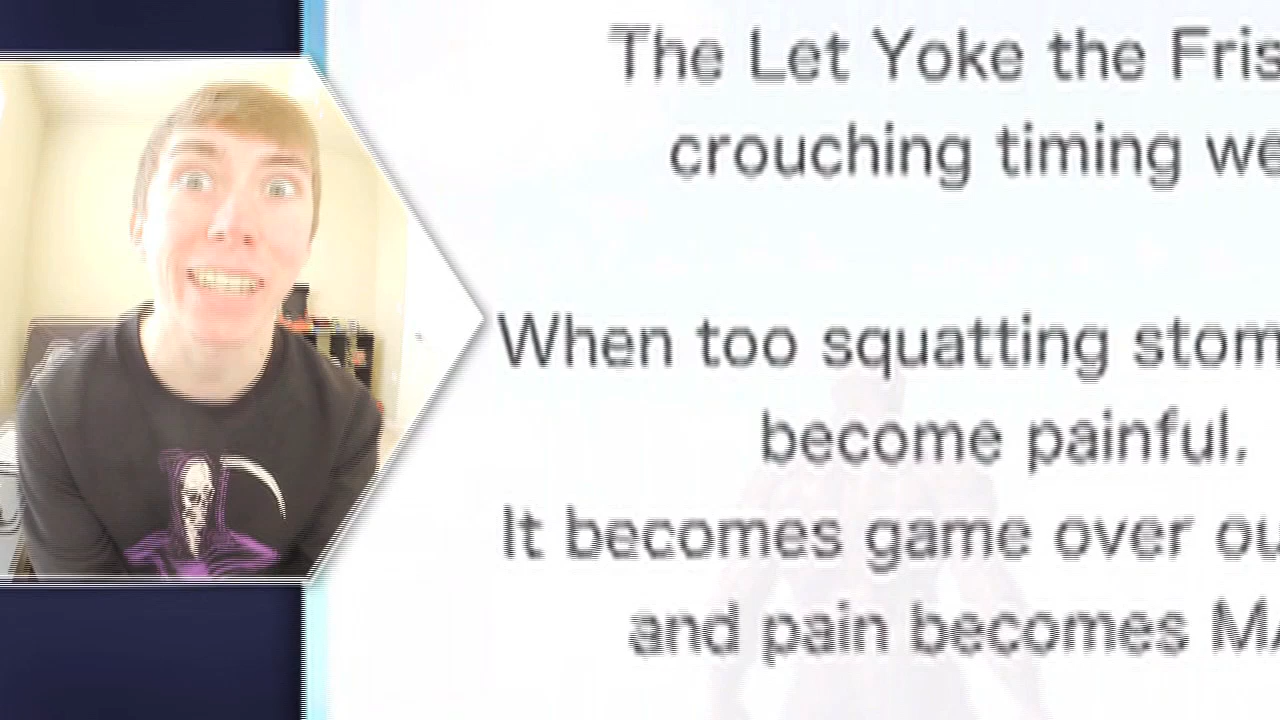 The Let Yoke the Fris
crouching timing we
When too squatting stom
become painful.
It becomes game over ou
and pain becomes MA